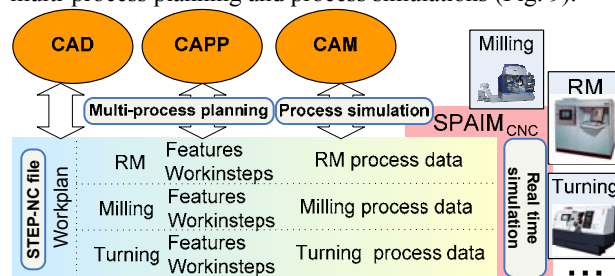 multi-process planning and process simulations (Fig. 9).
CAD
CAPP
CAM
Milling
RM
Multi-process planning
Process simulation
SPAIM CNC
STEP-NC file
Workplan
RM
Features
Workinsteps
RM process data
Milling
Features
Workinsteps
Milling process data
Turning
Features
Workinsteps
Turning process data
Real time
simulation
Turning
...